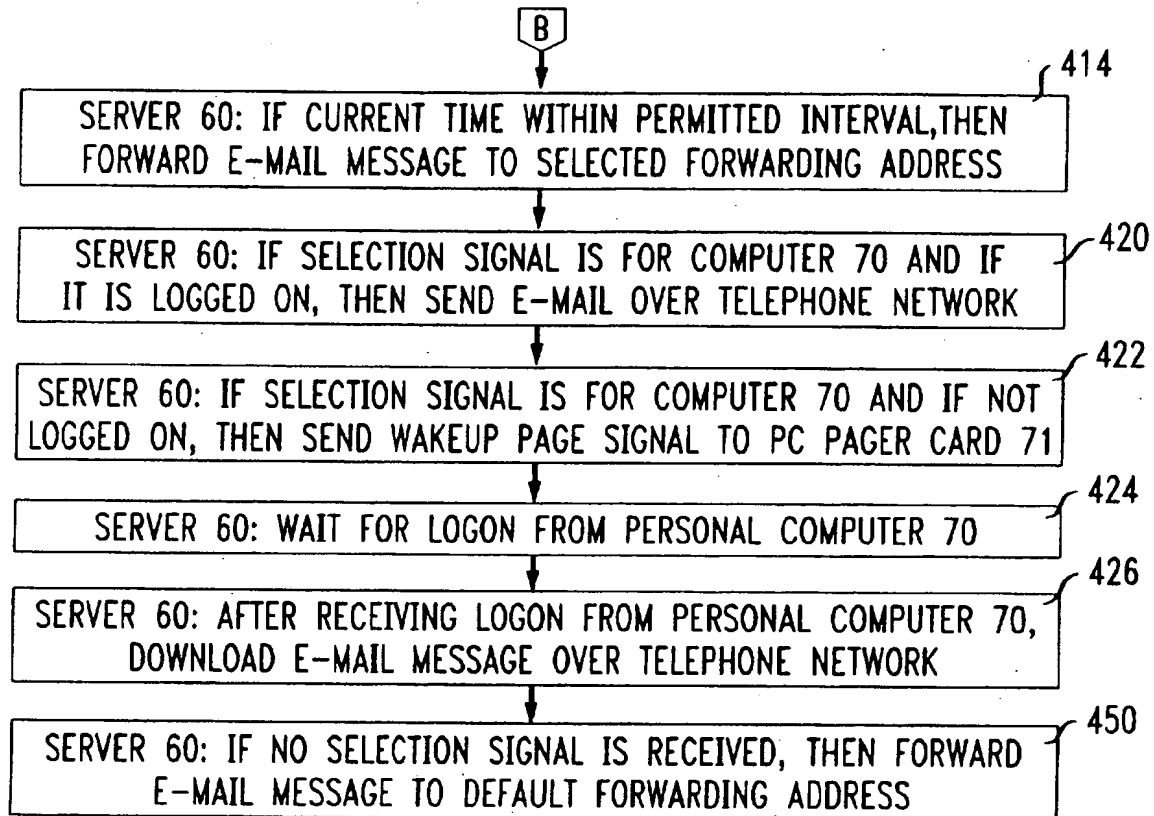 B
414
SERVER 60: IF CURRENT TIME WITHIN PERMITTED INTERVAL,THEN
FORWARD E-MAIL MESSAGE TO SELECTED FORWARDING ADDRESS
420
SERVER 60: IF SELECTION SIGNAL IS FOR COMPUTER 70 AND IF
IT IS LOGGED ON, THEN SEND E-MAIL OVER TELEPHONE NETWORK
422
SERVER 60: IF SELECTION SIGNAL IS FOR COMPUTER 70 AND IF NOT
LOGGED ON, THEN SEND WAKEUP PAGE SIGNAL TO PC PAGER CARD 71
424
SERVER 60: WAIT FOR LOGON FROM PERSONAL COMPUTER 70
426
SERVER 60: AFTER RECEIVING LOGON FROM PERSONAL COMPUTER 70,
DOWNLOAD E-MAIL MESSAGE OVER TELEPHONE NETWORK
450
SERVER 60: IF NO SELECTION SIGNAL IS RECEIVED, THEN FORWARD
E-MAIL MESSAGE TO DEFAULT FORWARDING ADDRESS